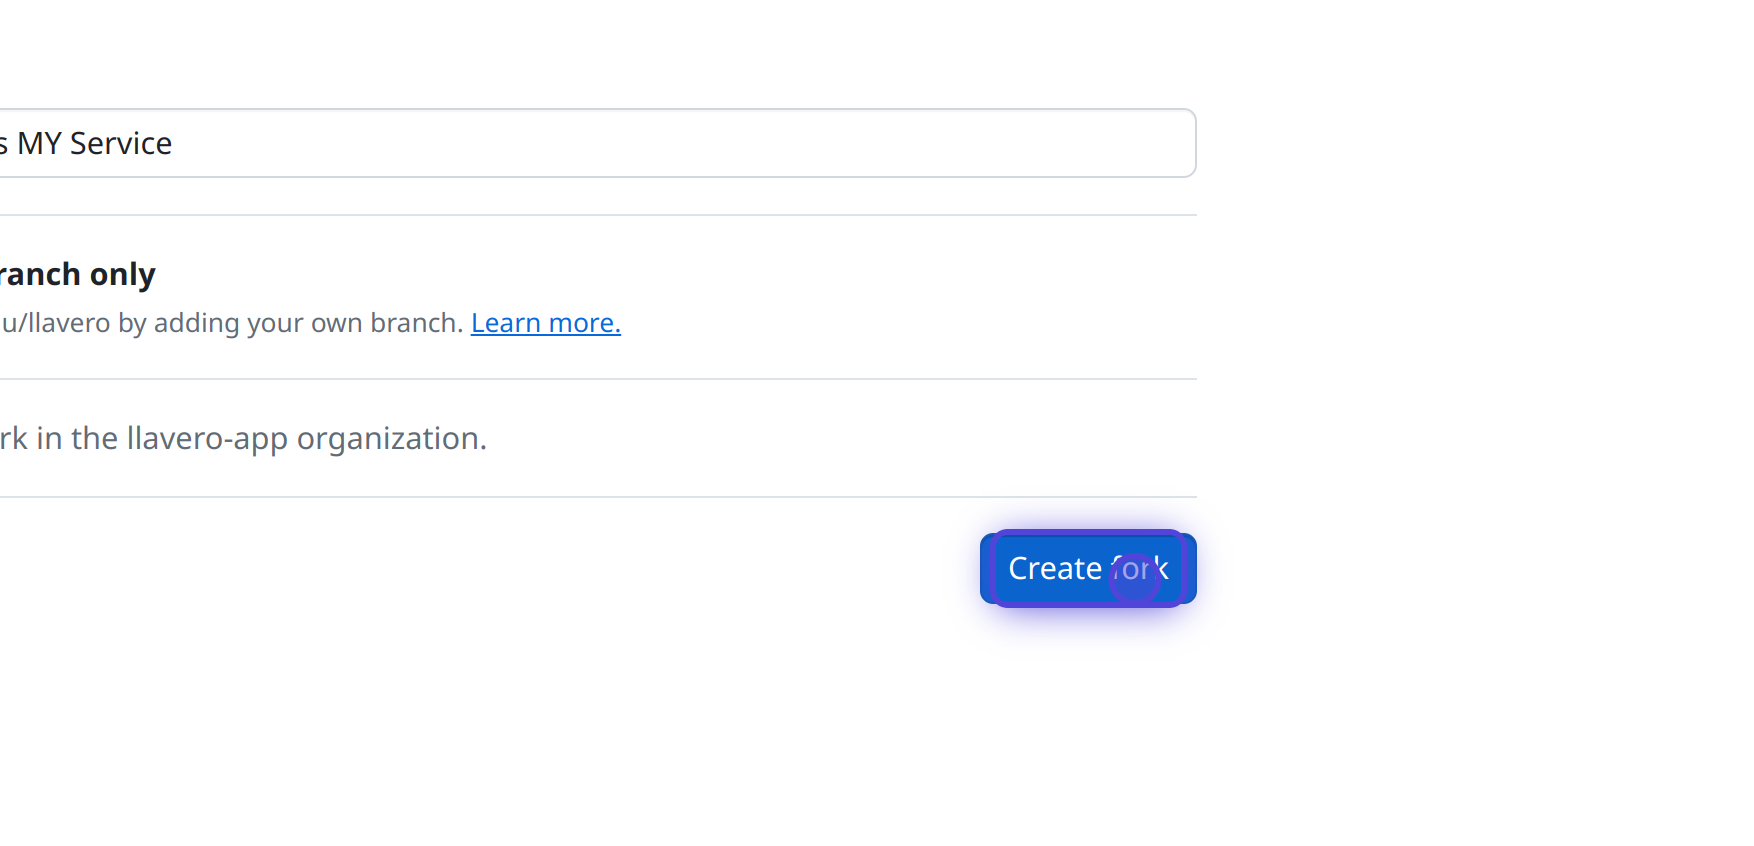 s MY Service
ranch only
u/llavero by adding your own branch. Learn more.
rk in the llavero-app organization.
Create fork